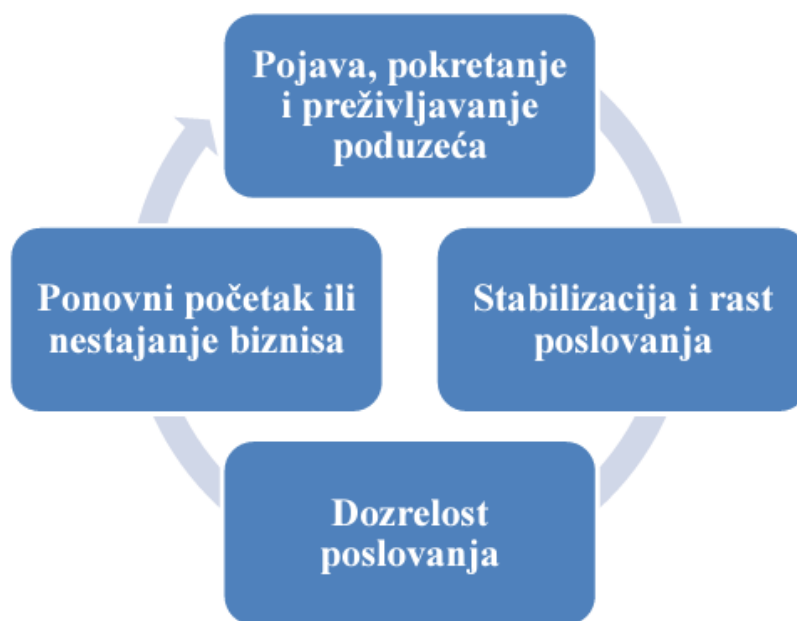 Pojava, pokretanje
i preživljavanje
poduzeća
Stabilizacija i rast
poslovanja
Dozrelost
poslovanja
Ponovni početak ili
nestajanje biznisa